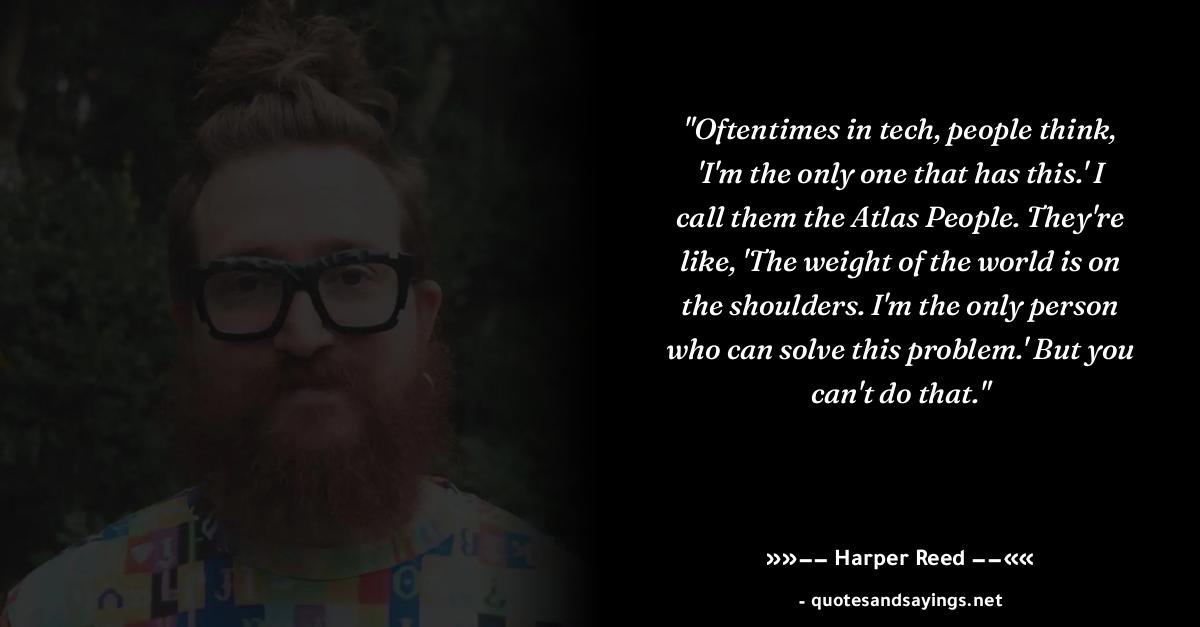 "Oftentimes in tech, people think,
'I'm the only one that has this.' I
call them the Atlas People. They're
like, 'The weight of the world is on
the shoulders. I'm the only person
who can solve this problem.' But you
can't do that."
»»–– Harper Reed ––««
- quotesandsayings.net